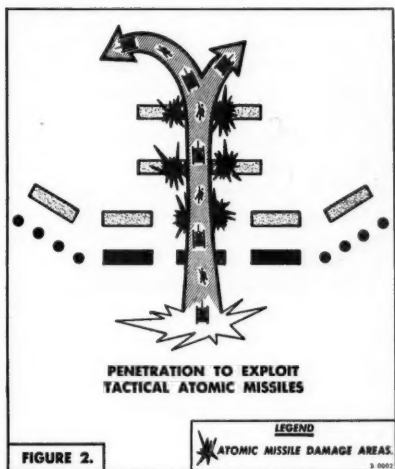 PENETRATION TO EXPLOIT
TACTICAL ATOMIC MISSILES
FIGURE 2.
LEGEND
ATOMIC MISSILE DAMAGE AREAS.